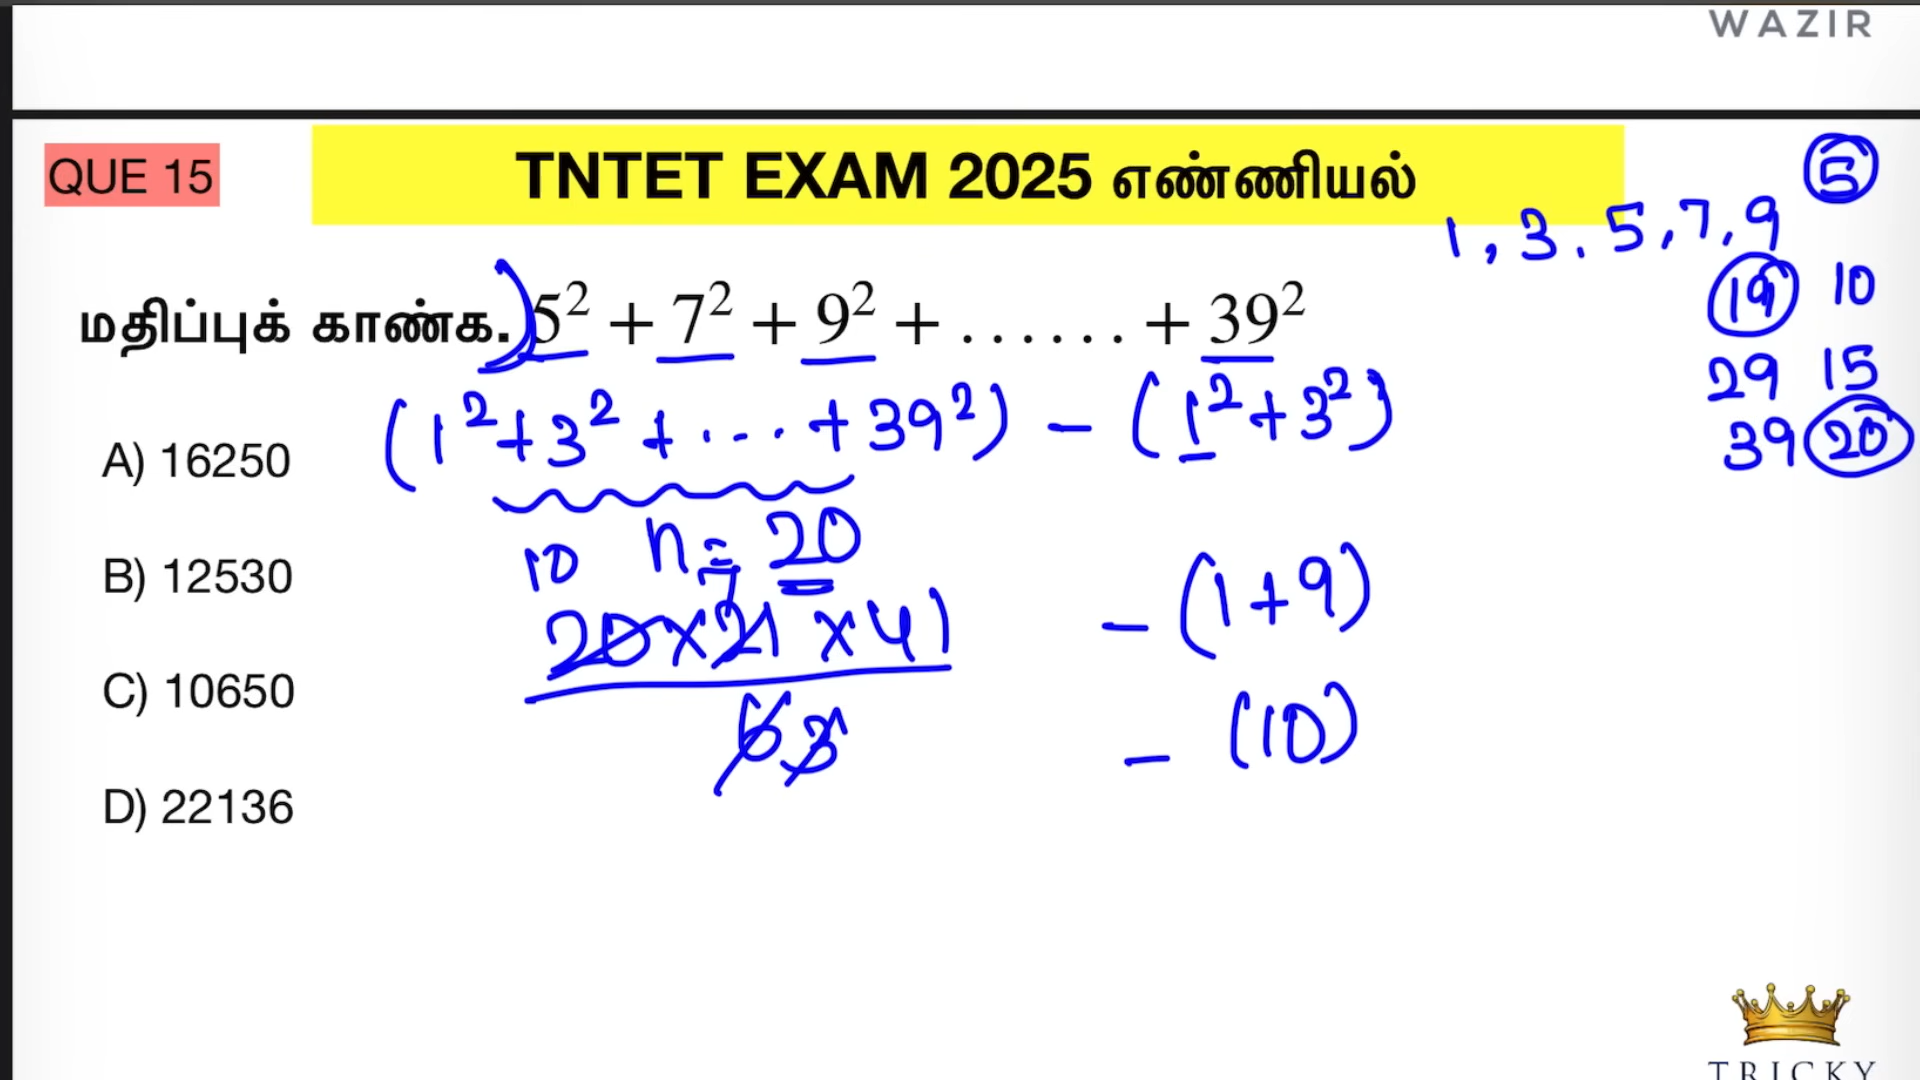 WAZIR
QUE 15
TNTET EXAM 2025 எண்ணியல்
5
1, 3, 5, 7, 9
19 10
29 15
39 20
மதிப்புக் காண்க. 5² + 7² + 9² + ...... + 39²
(1² + 3² + ... + 39²) - (1² + 3²)
A) 16250
B) 12530
C) 10650
D) 22136
n = 20
10 7
20 × 21 × 41 - (1+9)
6 3 - (10)
TRICKY